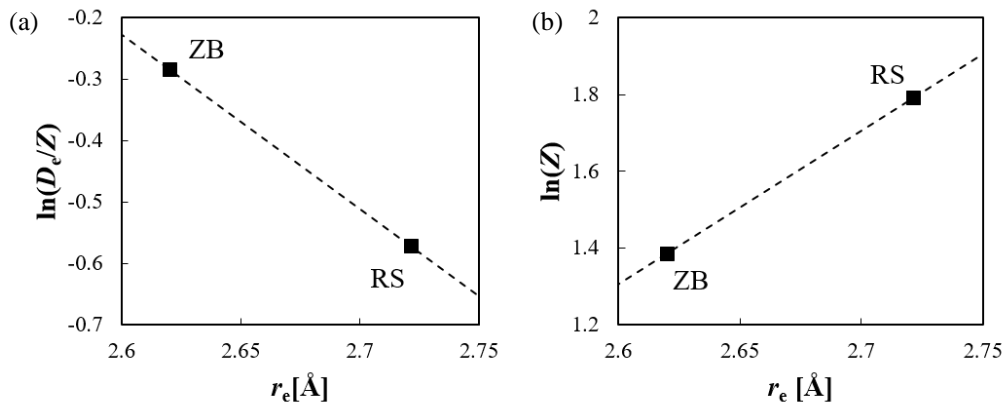 (a)
ln(Dₑ/Z)
-0.2
-0.3
-0.4
-0.5
-0.6
-0.7
ZB
RS
2.6 2.65 2.7 2.75
rₑ[Å]
(b)
ln(Z)
2
1.8
1.6
1.4
1.2
RS
ZB
2.6 2.65 2.7 2.75
rₑ [Å]